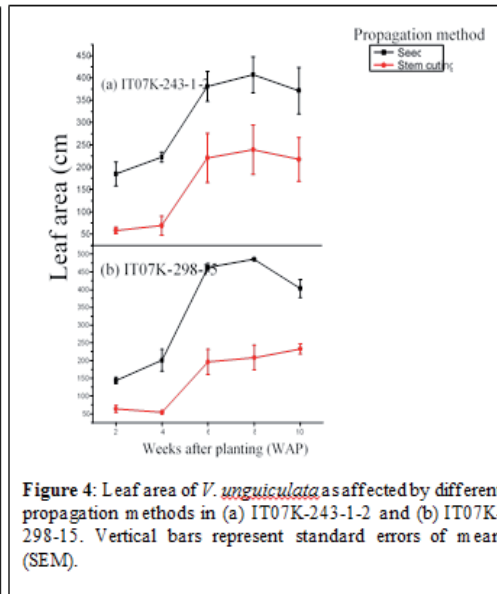 Propagation method
Seed
Stem cuting
Leaf area (cm
(a) IT07K-243-1-2
450
400
350
300
250
200
150
100
50
(b) IT07K-298-15
500
450
400
350
300
250
200
150
100
50
2 4 6 8 10
Weeks after planting (WAP)
Figure 4: Leaf area of V. unguiculata as affected by different
propagation methods in (a) IT07K-243-1-2 and (b) IT07K-
298-15. Vertical bars represent standard errors of mean
(SEM).